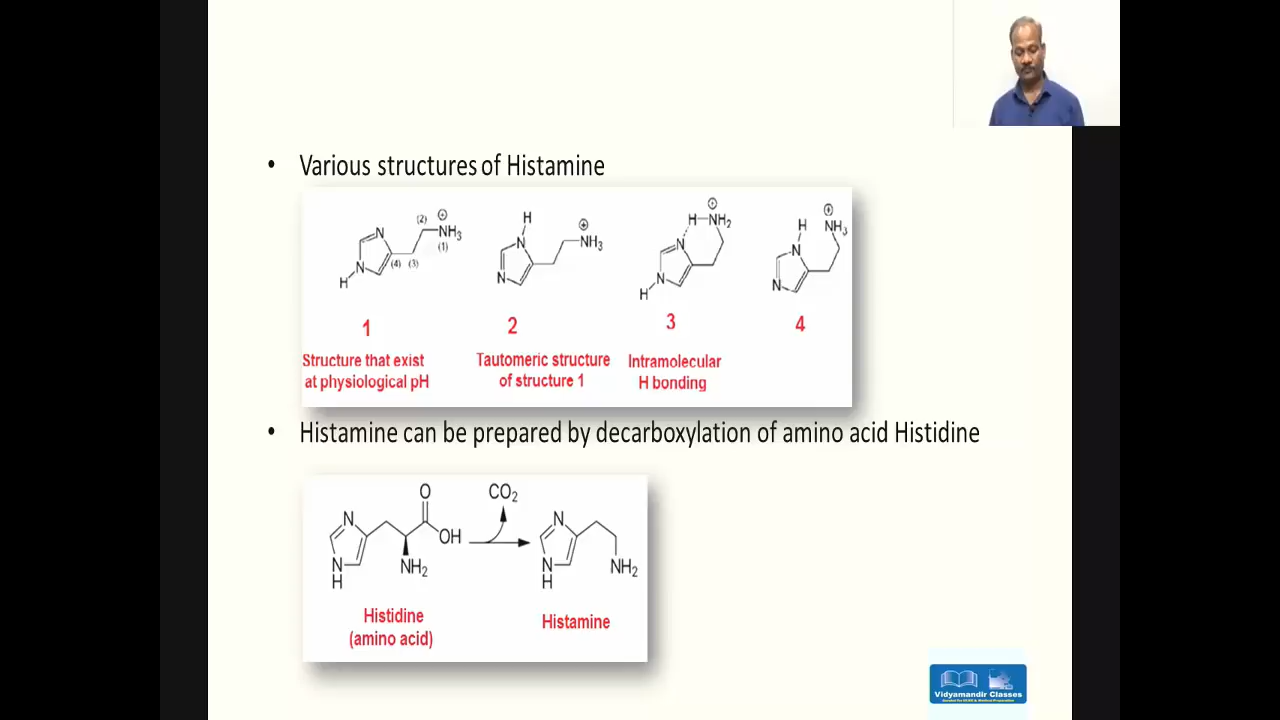 • Various structures of Histamine
N (2) ⊕ NH3 (1) (4) (3) N H
H N N ⊕ NH3
H ⊕ NH2 N N H
H N N ⊕ NH3
1 2 3 4
Structure that exist
at physiological pH
Tautomeric structure
of structure 1
Intramolecular
H bonding
• Histamine can be prepared by decarboxylation of amino acid Histidine
N N H O OH NH2
CO2
N N H NH2
Histidine
(amino acid)
Histamine
Vidyamandir Classes